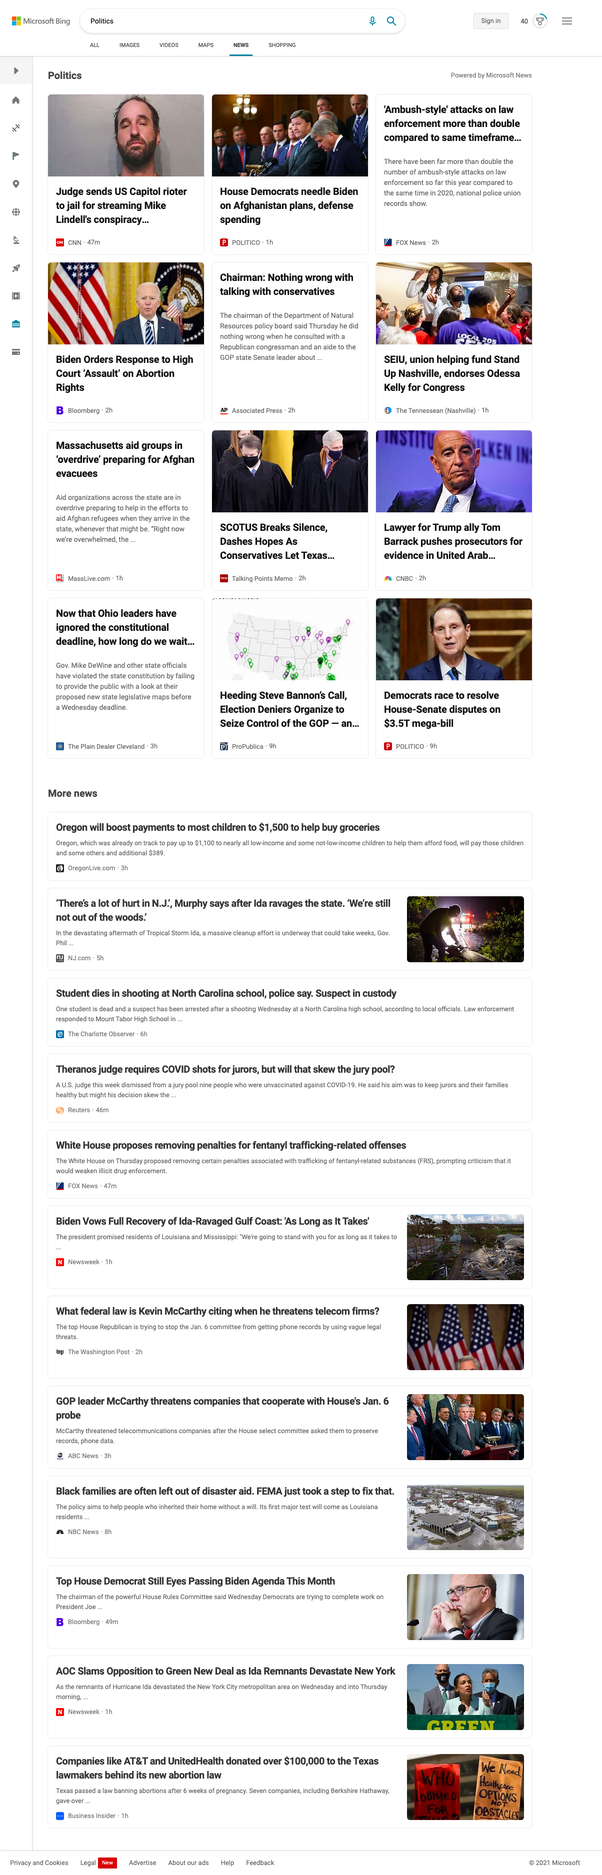 Microsoft Bing
Politics
Sign in
40
ALL IMAGES VIDEOS MAPS NEWS SHOPPING
Politics
Powered by Microsoft News
Judge sends US Capitol rioter
to jail for streaming Mike
Lindell's conspiracy...
CNN · 47m
House Democrats needle Biden
on Afghanistan plans, defense
spending
POLITICO · 1h
'Ambush-style' attacks on law
enforcement more than double
compared to same timeframe...
There have been far more than double the
number of ambush-style attacks on law
enforcement so far this year compared to
the same time in 2020, national police union
records show.
FOX News · 2h
Biden Orders Response to High
Court ‘Assault’ on Abortion
Rights
Bloomberg · 2h
Chairman: Nothing wrong with
talking with conservatives
The chairman of the Department of Natural
Resources policy board said Thursday he did
nothing wrong when he consulted with a
Republican congressman and an aide to the
GOP state Senate leader about ...
Associated Press · 2h
LOCAL 205
SEIU, union helping fund Stand
Up Nashville, endorses Odessa
Kelly for Congress
The Tennessean (Nashville) · 1h
Massachusetts aid groups in
‘overdrive’ preparing for Afghan
evacuees
Aid organizations across the state are in
overdrive preparing to help in the efforts to
aid Afghan refugees when they arrive in the
state, whenever that might be. “Right now
we’re overwhelmed, the ...
MassLive.com · 1h
SCOTUS Breaks Silence,
Dashes Hopes As
Conservatives Let Texas...
Talking Points Memo · 2h
INSTITU ILKEN INS
Lawyer for Trump ally Tom
Barrack pushes prosecutors for
evidence in United Arab...
CNBC · 2h
Now that Ohio leaders have
ignored the constitutional
deadline, how long do we wait...
Gov. Mike DeWine and other state officials
have violated the state constitution by failing
to provide the public with a look at their
proposed new state legislative maps before
a Wednesday deadline.
The Plain Dealer Cleveland · 3h
Heeding Steve Bannon’s Call,
Election Deniers Organize to
Seize Control of the GOP — an...
ProPublica · 9h
Democrats race to resolve
House-Senate disputes on
$3.5T mega-bill
POLITICO · 9h
More news
Oregon will boost payments to most children to $1,500 to help buy groceries
Oregon, which was already on track to pay up to $1,100 to nearly all low-income and some not-low-income children to help them afford food, will pay those children
and some others and additional $389.
OregonLive.com · 3h
‘There’s a lot of hurt in N.J.’, Murphy says after Ida ravages the state. ‘We’re still
not out of the woods.’
In the devastating aftermath of Tropical Storm Ida, a massive cleanup effort is underway that could take weeks, Gov.
Phil ...
NJ.com · 5h
Student dies in shooting at North Carolina school, police say. Suspect in custody
One student is dead and a suspect has been arrested after a shooting Wednesday at a North Carolina high school, according to local officials. Law enforcement
responded to Mount Tabor High School in ...
The Charlotte Observer · 6h
Theranos judge requires COVID shots for jurors, but will that skew the jury pool?
A U.S. judge this week dismissed from a jury pool nine people who were unvaccinated against COVID-19. He said his aim was to keep jurors and their families
healthy but might his decision skew the ...
Reuters · 46m
White House proposes removing penalties for fentanyl trafficking-related offenses
The White House on Thursday proposed removing certain penalties associated with trafficking of fentanyl-related substances (FRS), prompting criticism that it
would weaken illicit drug enforcement.
FOX News · 47m
Biden Vows Full Recovery of Ida-Ravaged Gulf Coast: 'As Long as It Takes'
The president promised residents of Louisiana and Mississippi: "We're going to stand with you for as long as it takes to
...
Newsweek · 1h
What federal law is Kevin McCarthy citing when he threatens telecom firms?
The top House Republican is trying to stop the Jan. 6 committee from getting phone records by using vague legal
threats.
The Washington Post · 2h
GOP leader McCarthy threatens companies that cooperate with House's Jan. 6
probe
McCarthy threatened telecommunications companies after the House select committee asked them to preserve
records, phone data.
ABC News · 3h
Black families are often left out of disaster aid. FEMA just took a step to fix that.
The policy aims to help people who inherited their home without a will. Its first major test will come as Louisiana
residents ...
NBC News · 8h
Top House Democrat Still Eyes Passing Biden Agenda This Month
The chairman of the powerful House Rules Committee said Wednesday Democrats are trying to complete work on
President Joe ...
Bloomberg · 49m
AOC Slams Opposition to Green New Deal as Ida Remnants Devastate New York
As the remnants of Hurricane Ida devastated the New York City metropolitan area on Wednesday and into Thursday
morning, ...
Newsweek · 1h
GREEN
Companies like AT&T and UnitedHealth donated over $100,000 to the Texas
lawmakers behind its new abortion law
Texas passed a law banning abortions after 6 weeks of pregnancy. Seven companies, including Berkshire Hathaway,
gave over ...
Business Insider · 1h
WHO
LOBBIED
FOR
We Need
Healthcare
OPTIONS
NOT
OBSTACLES
Privacy and Cookies Legal New Advertise About our ads Help Feedback
© 2021 Microsoft